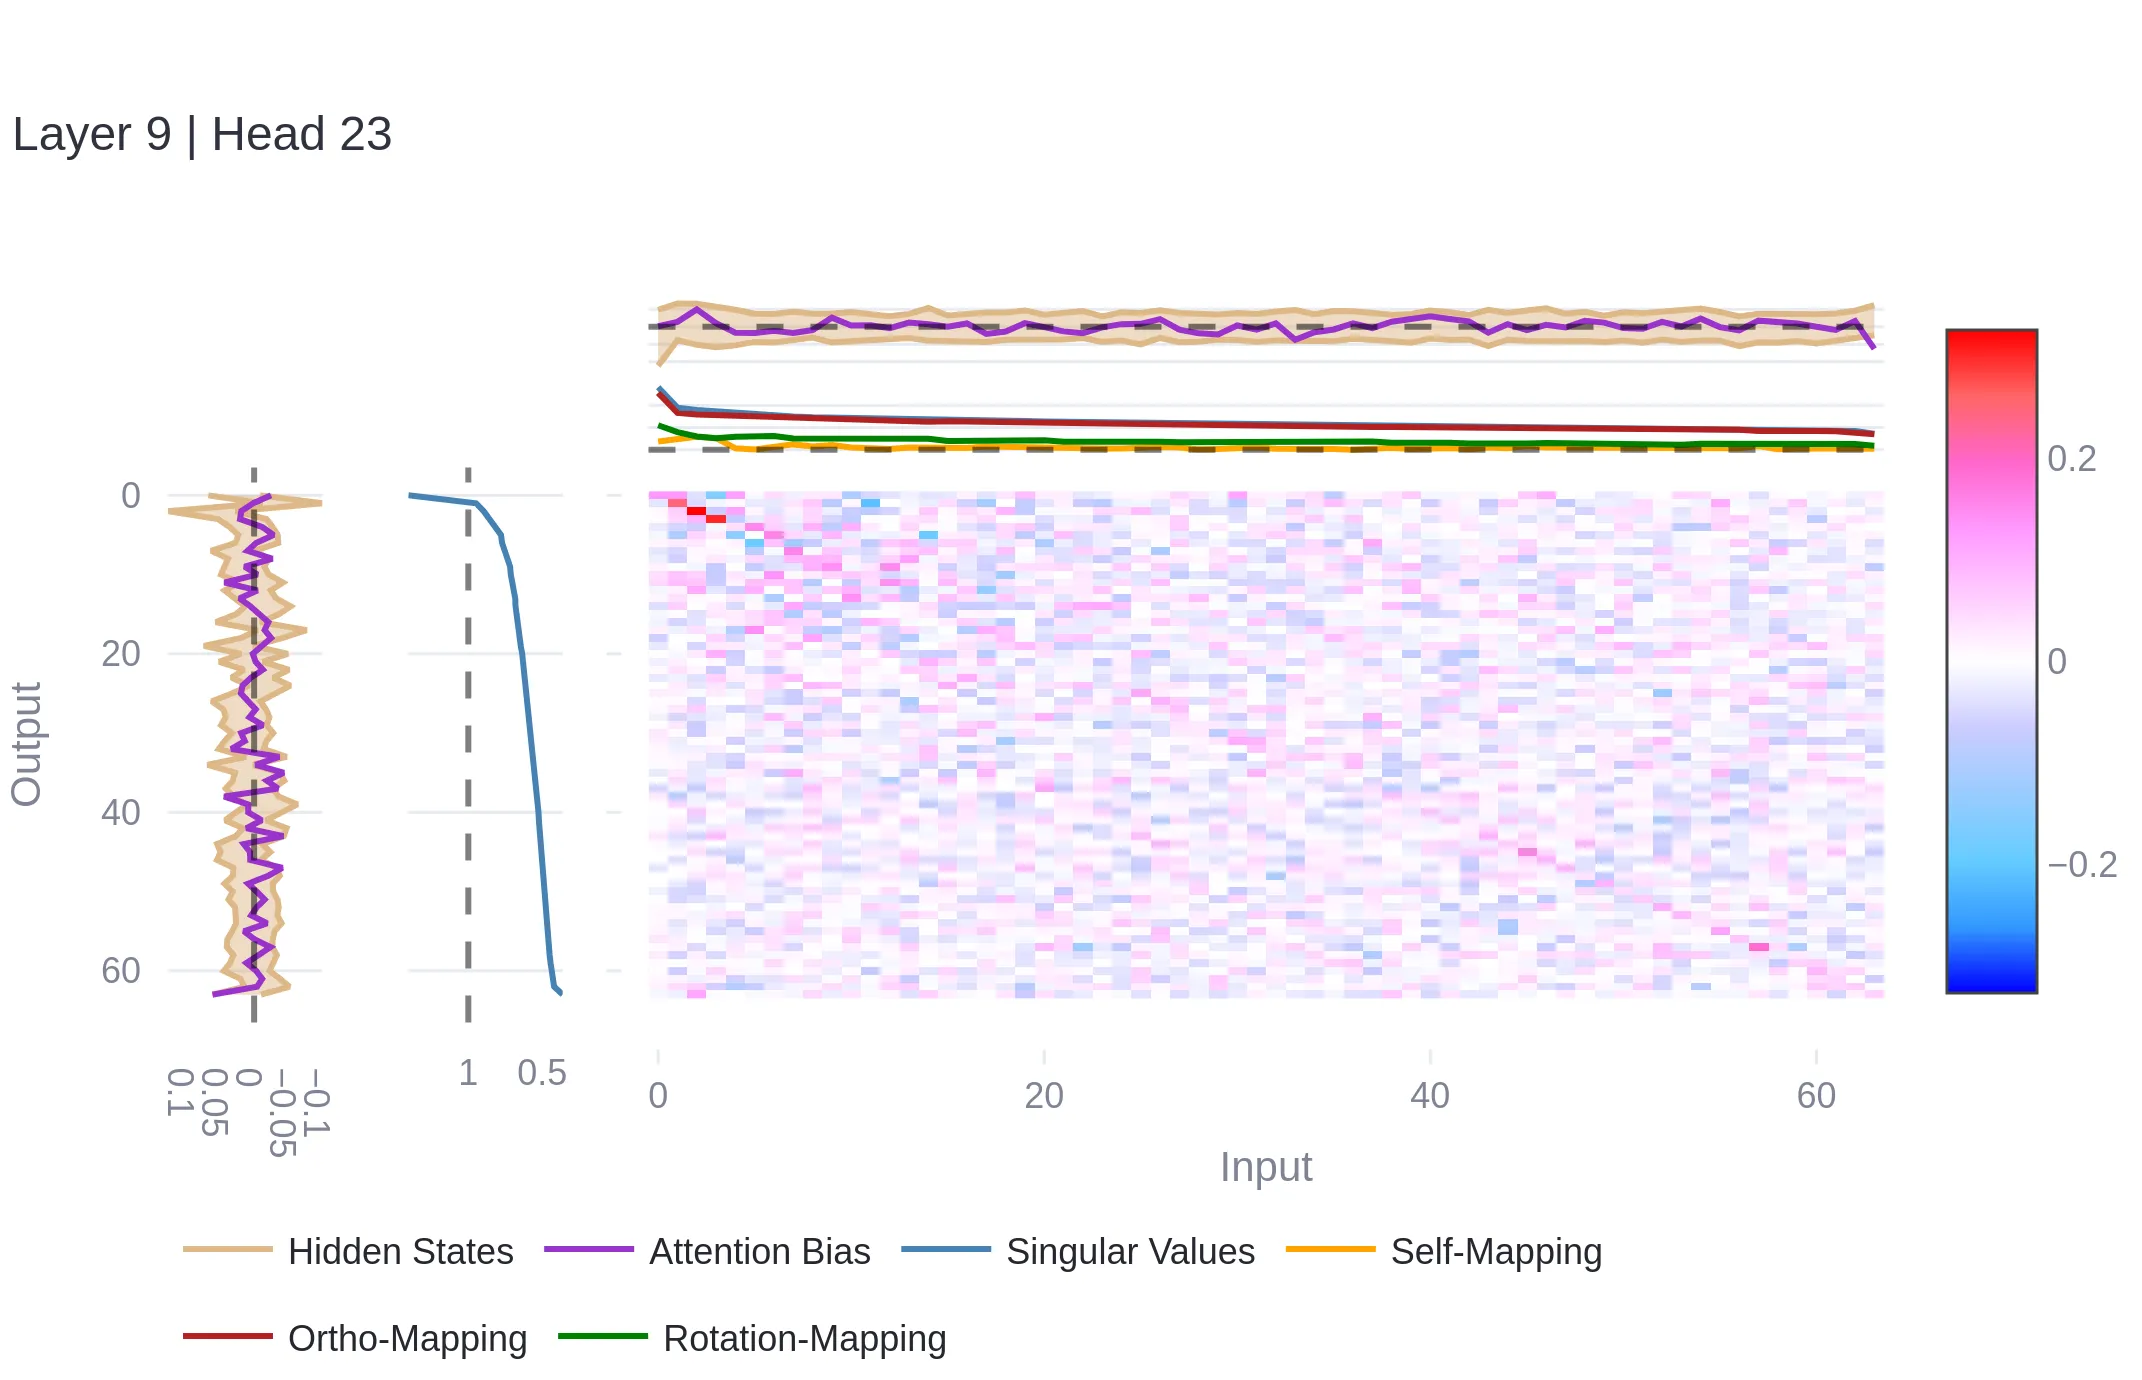 Layer 9 | Head 23
0
20
40
60
Output
0.1
0.05
0
−0.05
−0.1
1
0.5
0
20
40
60
Input
0.2
0
−0.2
Hidden States
Attention Bias
Singular Values
Self-Mapping
Ortho-Mapping
Rotation-Mapping